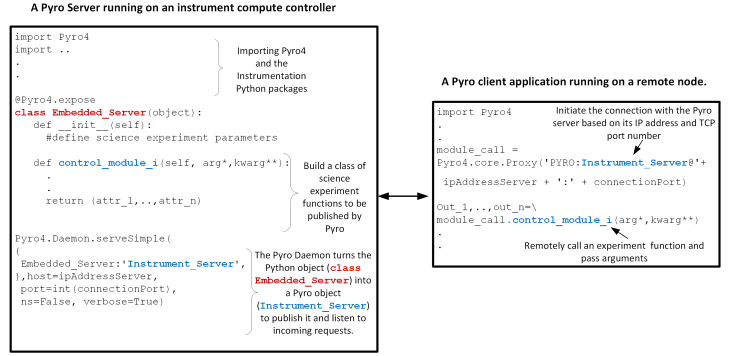 A Pyro Server running on an instrument compute controller
import Pyro4
import ..
.
.
.
@Pyro4.expose
class Embedded_Server(object):
def __init__(self):
#define science experiment parameters
def control_module_i(self, arg*,kwarg**):
.
.
return (attr_1,..,attr_n)
Pyro4.Daemon.serveSimple(
{
Embedded_Server:'Instrument_Server',
},host=ipAddressServer,
port=int(connectionPort),
ns=False, verbose=True)
Importing Pyro4
and the
Instrumentation
Python packages
Build a class of
science
experiment
functions to be
published by
Pyro
The Pyro Daemon turns the
Python object (class
Embedded_Server) into
a Pyro object
(Instrument_Server)
to publish it and listen to
incoming requests.
A Pyro client application running on a remote node.
import Pyro4
.
.
module_call =
Pyro4.core.Proxy('PYRO:Instrument_Server@'+
ipAddressServer + ':' + connectionPort)
Out_1,..,out_n=\
module_call.control_module_i(arg*,kwarg**)
.
.
Initiate the connection with the Pyro
server based on its IP address and TCP
port number
Remotely call an experiment function and
pass arguments